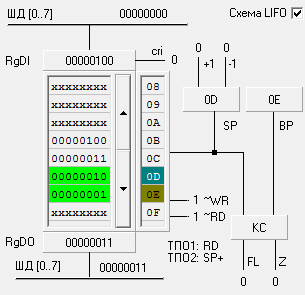 ШД [0..7] 00000000
Схема LIFO
cri 0 0 0
RgDI 00000100 +1 -1
xxxxxxxx 08
xxxxxxxx 09 0D 0E
xxxxxxxx 0A
00000100 0B SP BP
00000011 0C
00000010 0D
00000001 0E 1 ~WR
xxxxxxxx 0F 1 ~RD КС
RgDO 00000011 ТПО1: RD
ТПО2: SP+ FL Z
ШД [0..7] 00000011 0 0